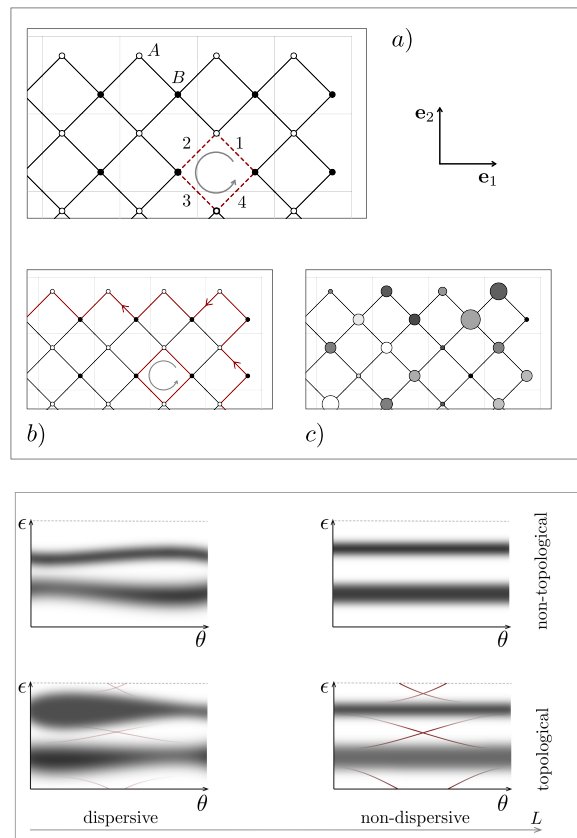 A
a)
B
e₂
2
1
e₁
3
4
b)
c)
ϵ
ϵ
non-topological
θ
θ
ϵ
ϵ
topological
θ
θ
dispersive
non-dispersive
L